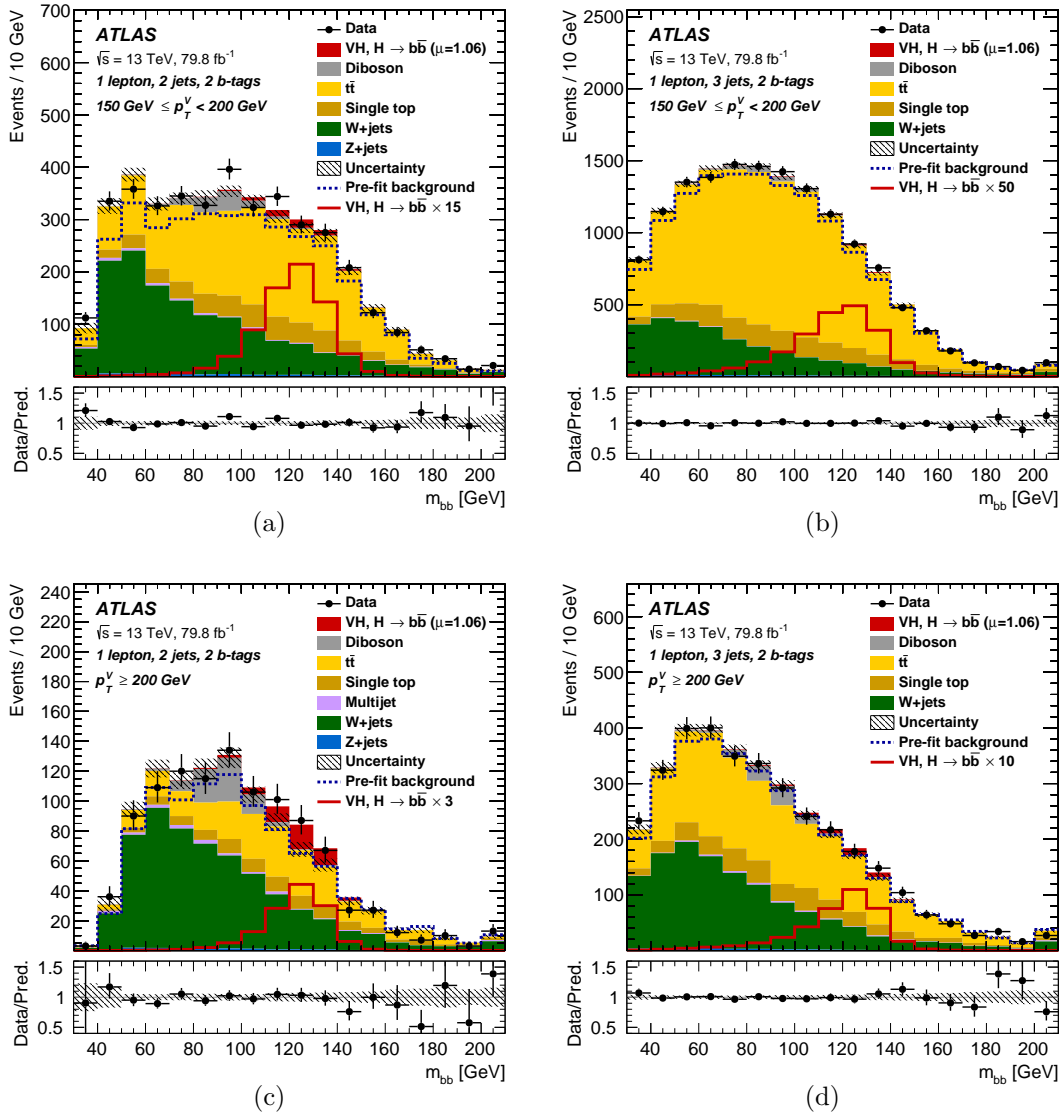 Events / 10 GeV
700
600
500
400
300
200
100
ATLAS
√s = 13 TeV, 79.8 fb⁻¹
1 lepton, 2 jets, 2 b-tags
150 GeV ≤ p_T^V < 200 GeV
Data
VH, H → bb̄ (μ=1.06)
Diboson
tt̄
Single top
W+jets
Z+jets
Uncertainty
Pre-fit background
VH, H → bb̄ × 15
Data/Pred.
1.5
1
0.5
40 60 80 100 120 140 160 180 200
m_bb [GeV]
(a)
Events / 10 GeV
2500
2000
1500
1000
500
ATLAS
√s = 13 TeV, 79.8 fb⁻¹
1 lepton, 3 jets, 2 b-tags
150 GeV ≤ p_T^V < 200 GeV
Data
VH, H → bb̄ (μ=1.06)
Diboson
tt̄
Single top
W+jets
Uncertainty
Pre-fit background
VH, H → bb̄ × 50
Data/Pred.
1.5
1
0.5
40 60 80 100 120 140 160 180 200
m_bb [GeV]
(b)
Events / 10 GeV
240
220
200
180
160
140
120
100
80
60
40
20
ATLAS
√s = 13 TeV, 79.8 fb⁻¹
1 lepton, 2 jets, 2 b-tags
p_T^V ≥ 200 GeV
Data
VH, H → bb̄ (μ=1.06)
Diboson
tt̄
Single top
Multijet
W+jets
Z+jets
Uncertainty
Pre-fit background
VH, H → bb̄ × 3
Data/Pred.
1.5
1
0.5
40 60 80 100 120 140 160 180 200
m_bb [GeV]
(c)
Events / 10 GeV
600
500
400
300
200
100
ATLAS
√s = 13 TeV, 79.8 fb⁻¹
1 lepton, 3 jets, 2 b-tags
p_T^V ≥ 200 GeV
Data
VH, H → bb̄ (μ=1.06)
Diboson
tt̄
Single top
W+jets
Uncertainty
Pre-fit background
VH, H → bb̄ × 10
Data/Pred.
1.5
1
0.5
40 60 80 100 120 140 160 180 200
m_bb [GeV]
(d)